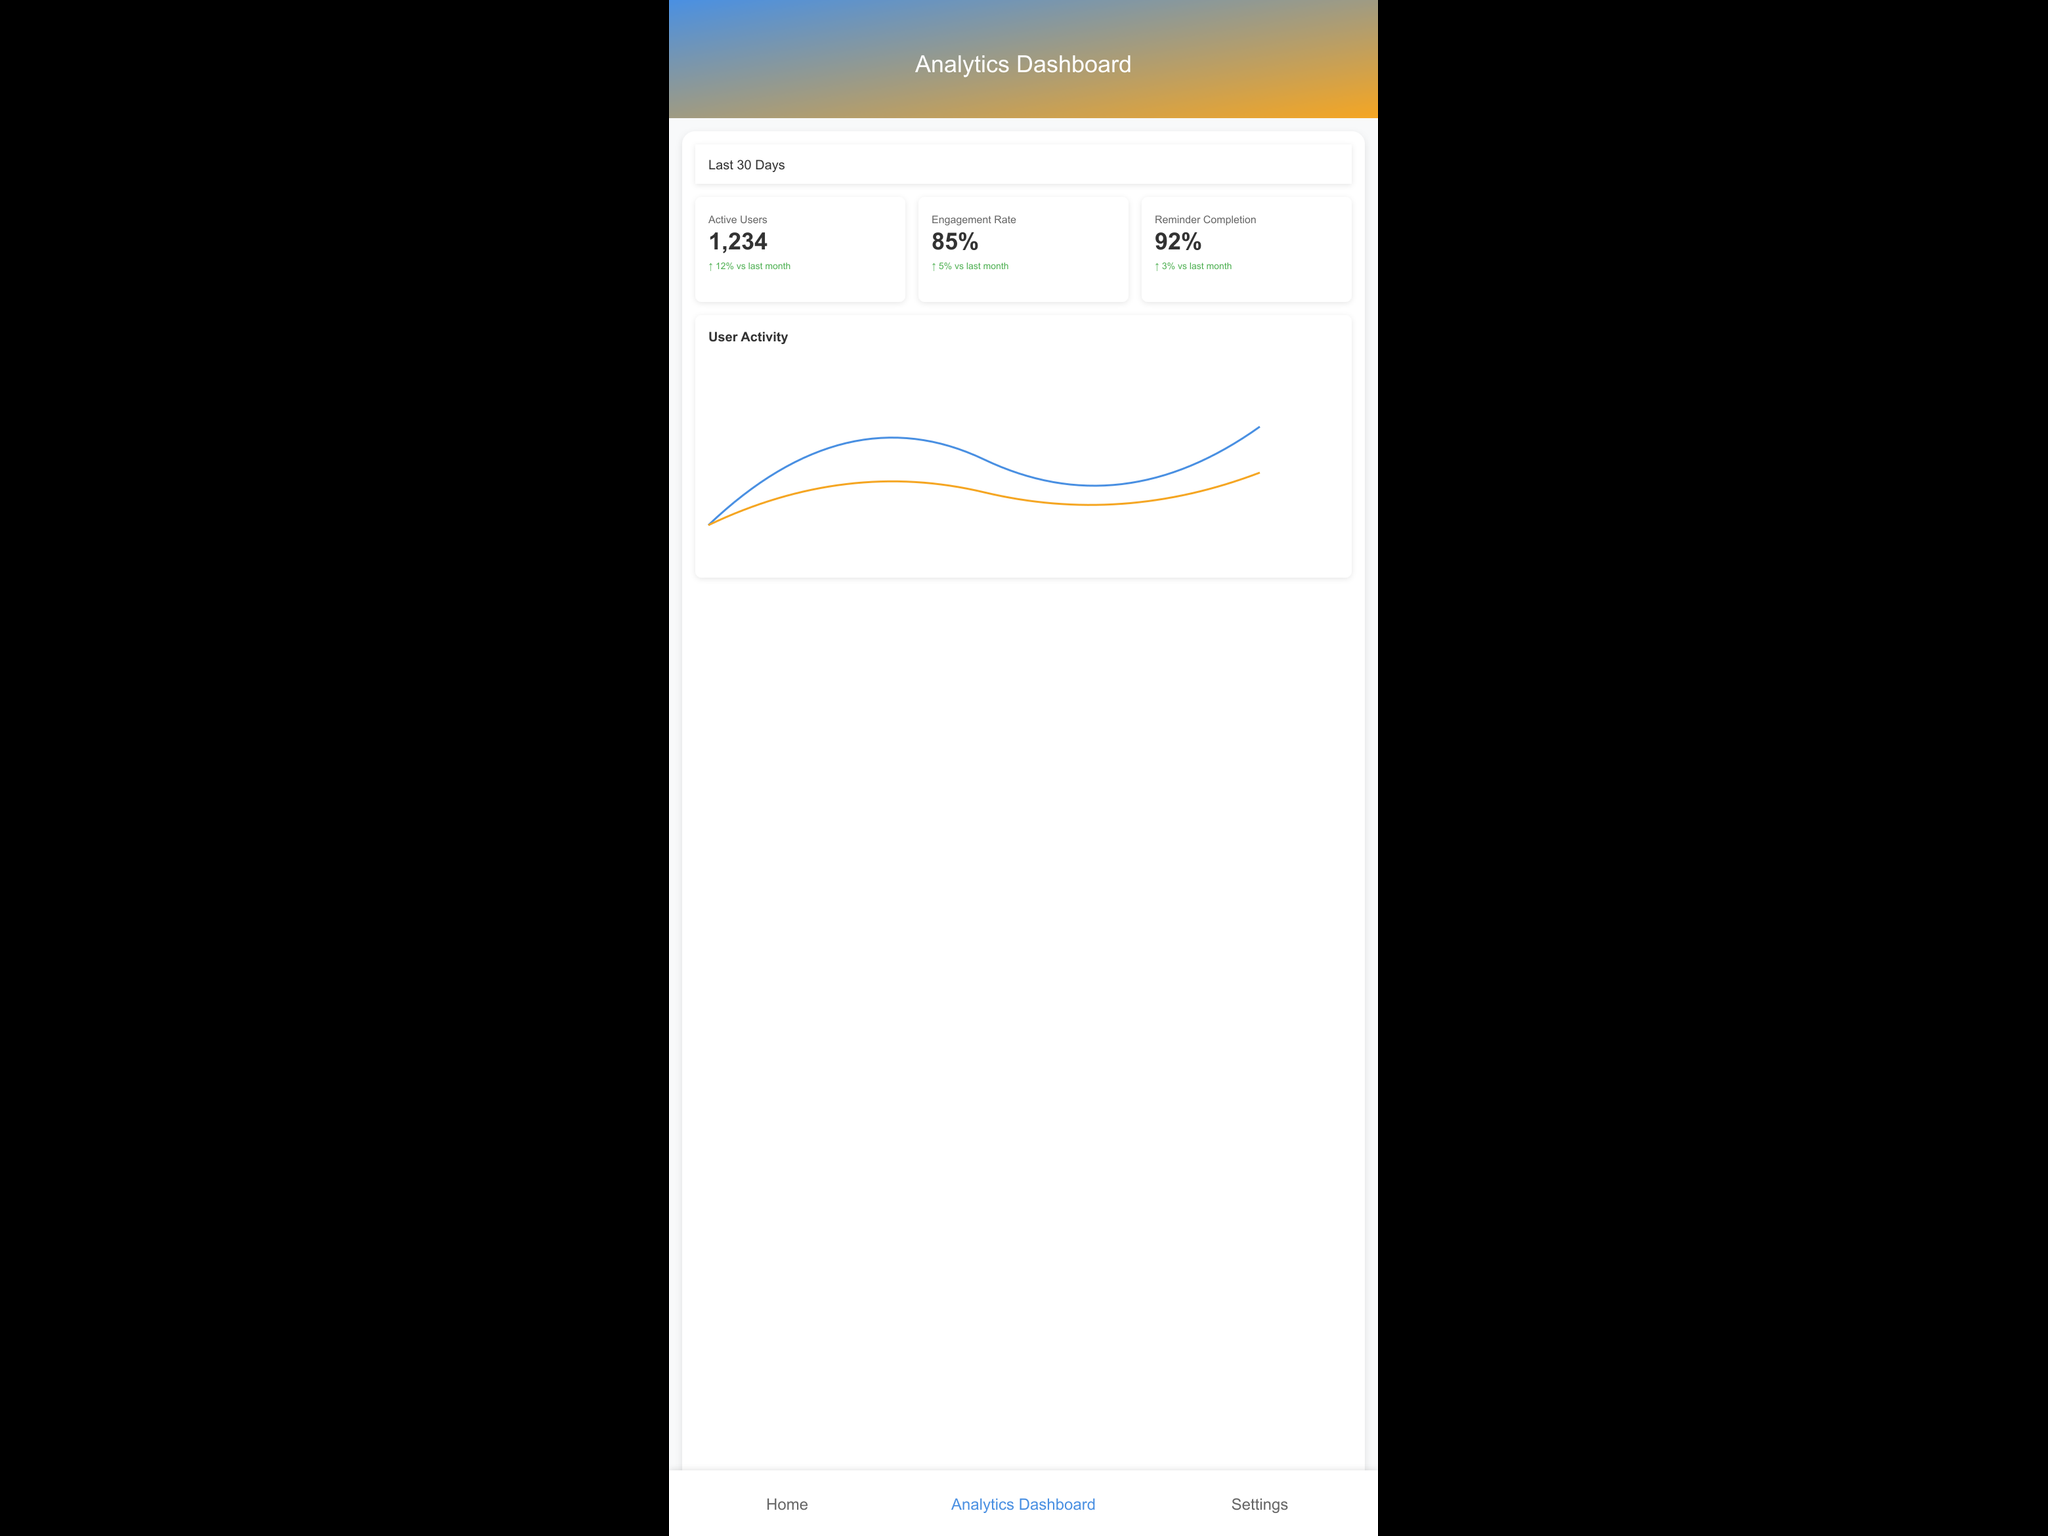 Analytics Dashboard
Last 30 Days
Active Users
1,234
↑ 12% vs last month
Engagement Rate
85%
↑ 5% vs last month
Reminder Completion
92%
↑ 3% vs last month
User Activity
Home
Analytics Dashboard
Settings